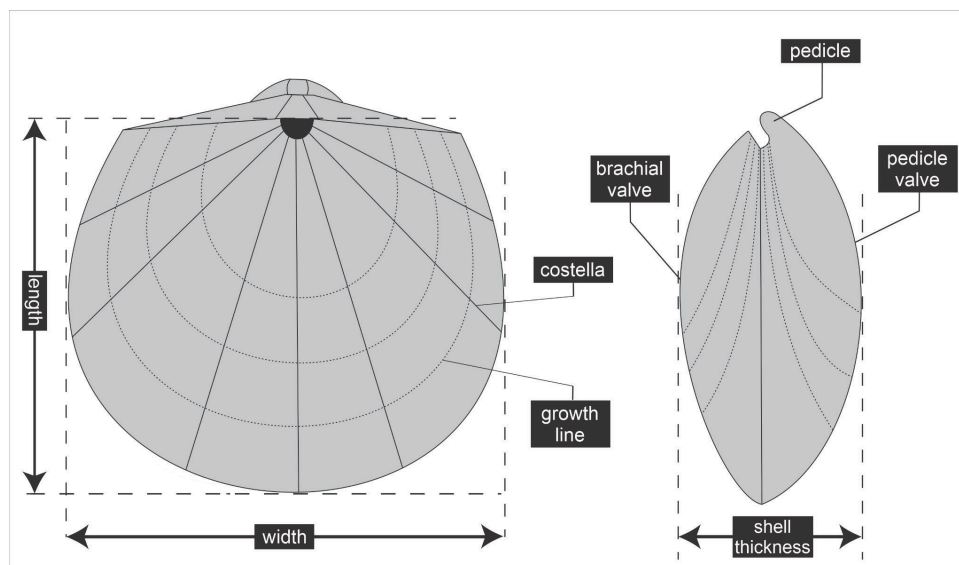 pedicle
brachial
valve
pedicle
valve
costella
length
growth
line
width
shell
thickness